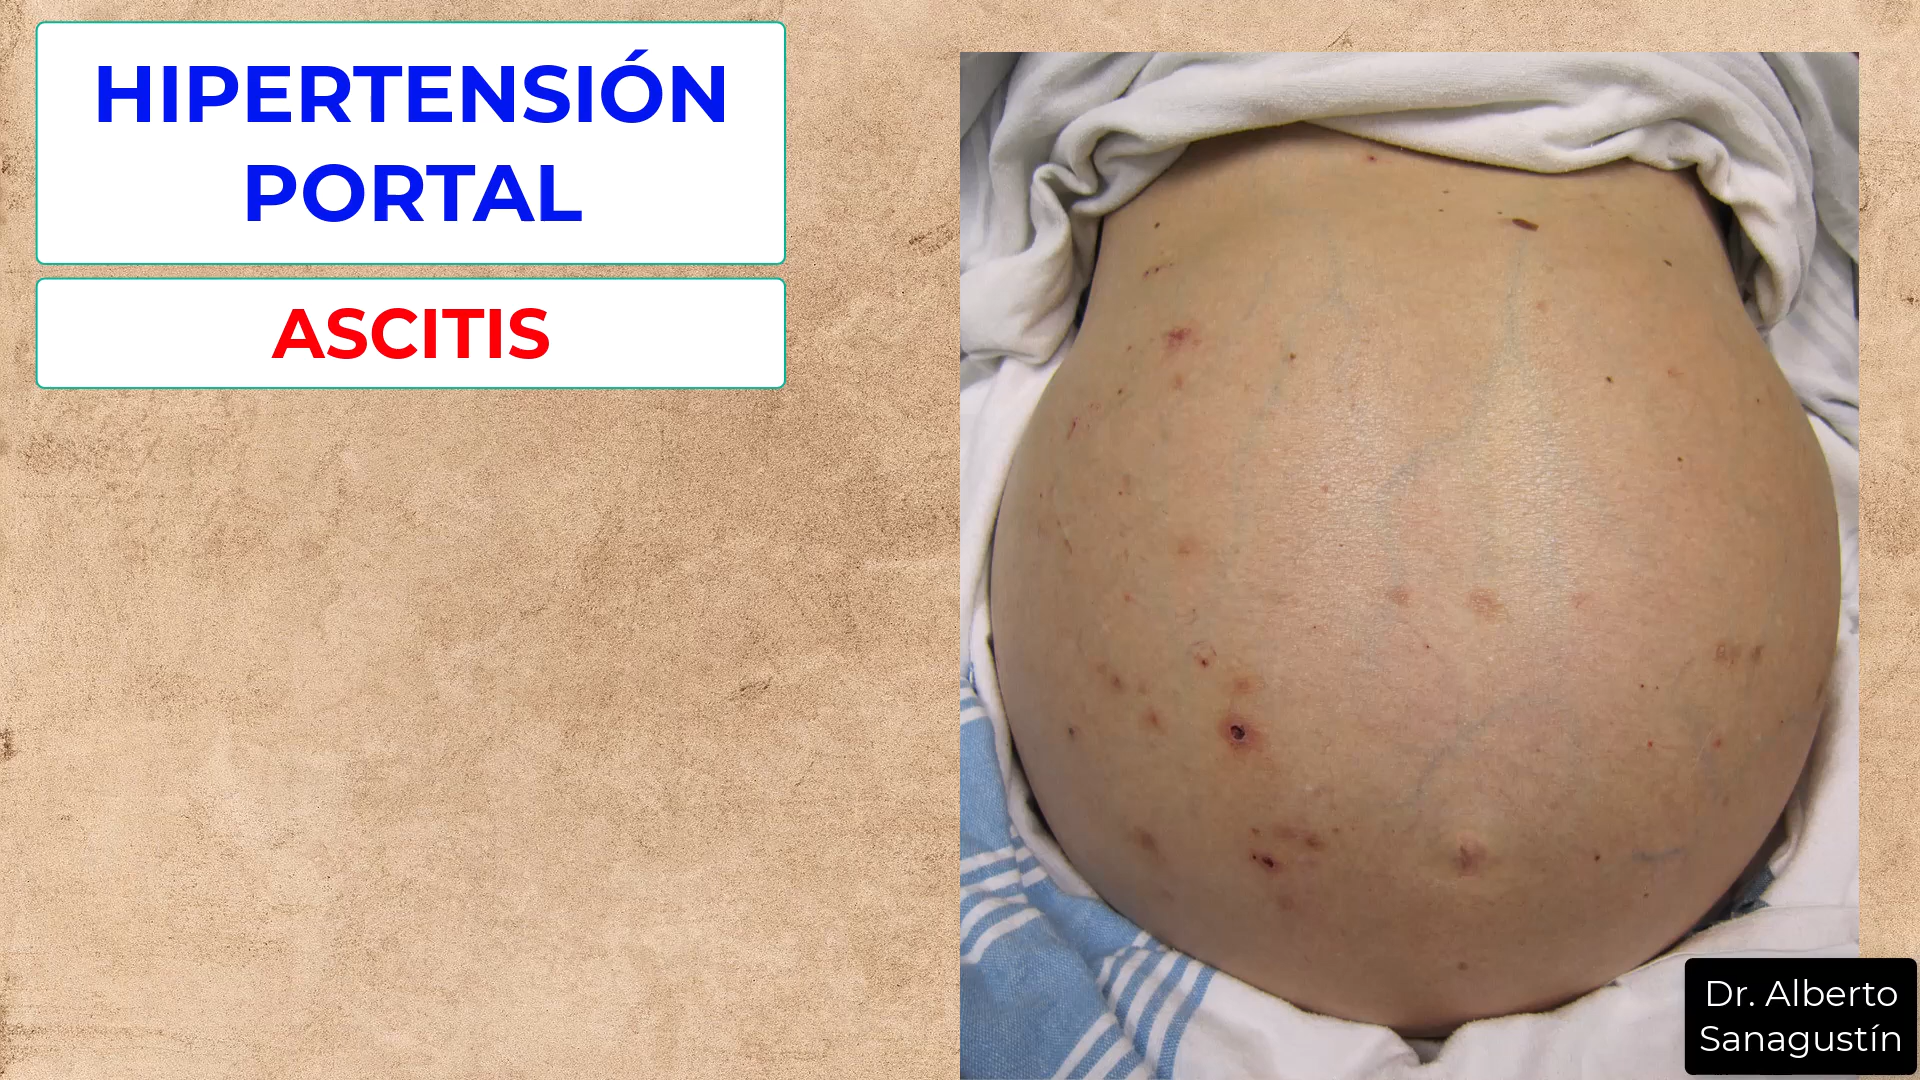 HIPERTENSIÓN
PORTAL
ASCITIS
Dr. Alberto
Sanagustín